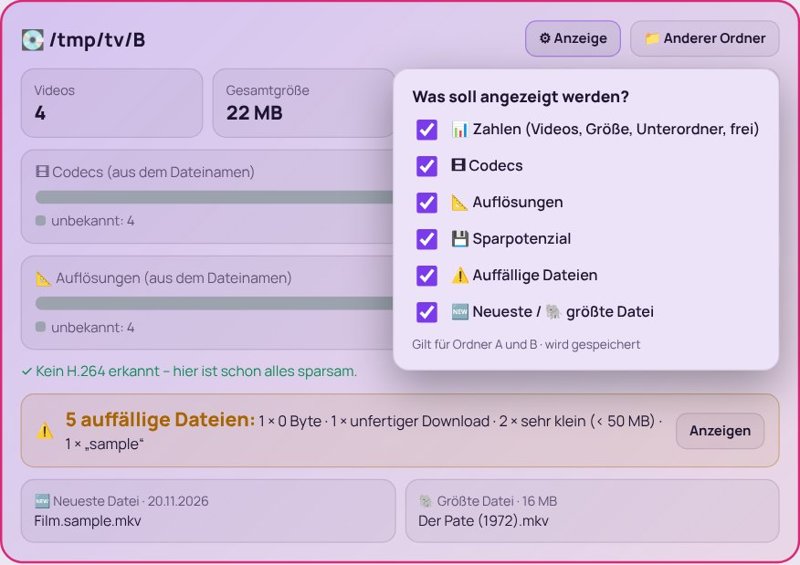 /tmp/tv/B
⚙ Anzeige
📁 Anderer Ordner
Videos
4
Gesamtgröße
22 MB
Was soll angezeigt werden?
📊 Zahlen (Videos, Größe, Unterordner, frei)
🎞 Codecs
📐 Auflösungen
💾 Sparpotenzial
⚠️ Auffällige Dateien
🆕 Neueste / 🐘 größte Datei
Gilt für Ordner A und B · wird gespeichert
🎞 Codecs (aus dem Dateinamen)
unbekannt: 4
📐 Auflösungen (aus dem Dateinamen)
unbekannt: 4
✓ Kein H.264 erkannt – hier ist schon alles sparsam.
⚠️ 5 auffällige Dateien: 1 × 0 Byte · 1 × unfertiger Download · 2 × sehr klein (< 50 MB) ·
1 × „sample“
Anzeigen
🆕 Neueste Datei · 20.11.2026
Film.sample.mkv
🐘 Größte Datei · 16 MB
Der Pate (1972).mkv